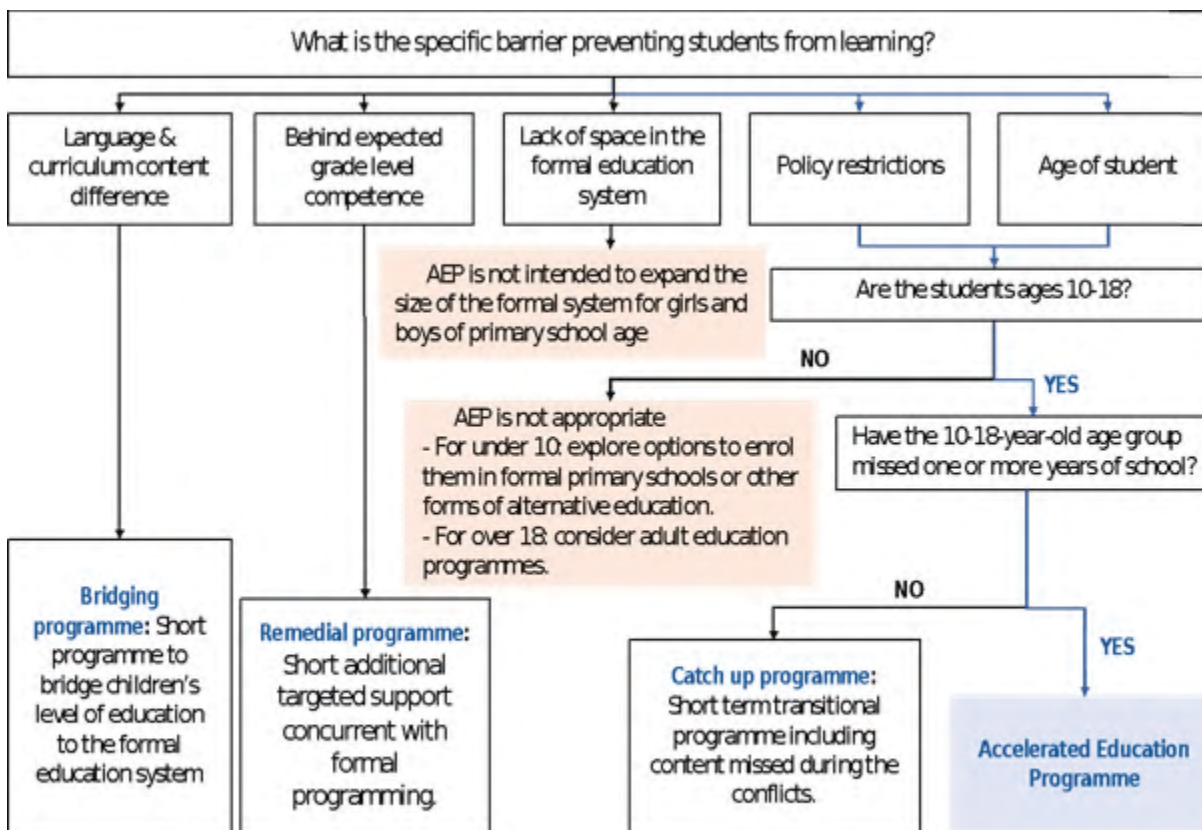 What is the specific barrier preventing students from learning?
Language &
curriculum content
difference
Behind expected
grade level
competence
Lack of space in the
formal education
system
Policy restrictions
Age of student
AEP is not intended to expand the
size of the formal system for girls and
boys of primary school age
Are the students ages 10-18?
NO
YES
AEP is not appropriate
- For under 10: explore options to enrol
them in formal primary schools or other
forms of alternative education.
- For over 18: consider adult education
programmes.
Have the 10-18-year-old age group
missed one or more years of school?
NO
YES
Bridging
programme: Short
programme to
bridge children's
level of education
to the formal
education system
Remedial programme:
Short additional
targeted support
concurrent with
formal
programming.
Catch up programme:
Short term transitional
programme including
content missed during the
conflicts.
Accelerated Education
Programme